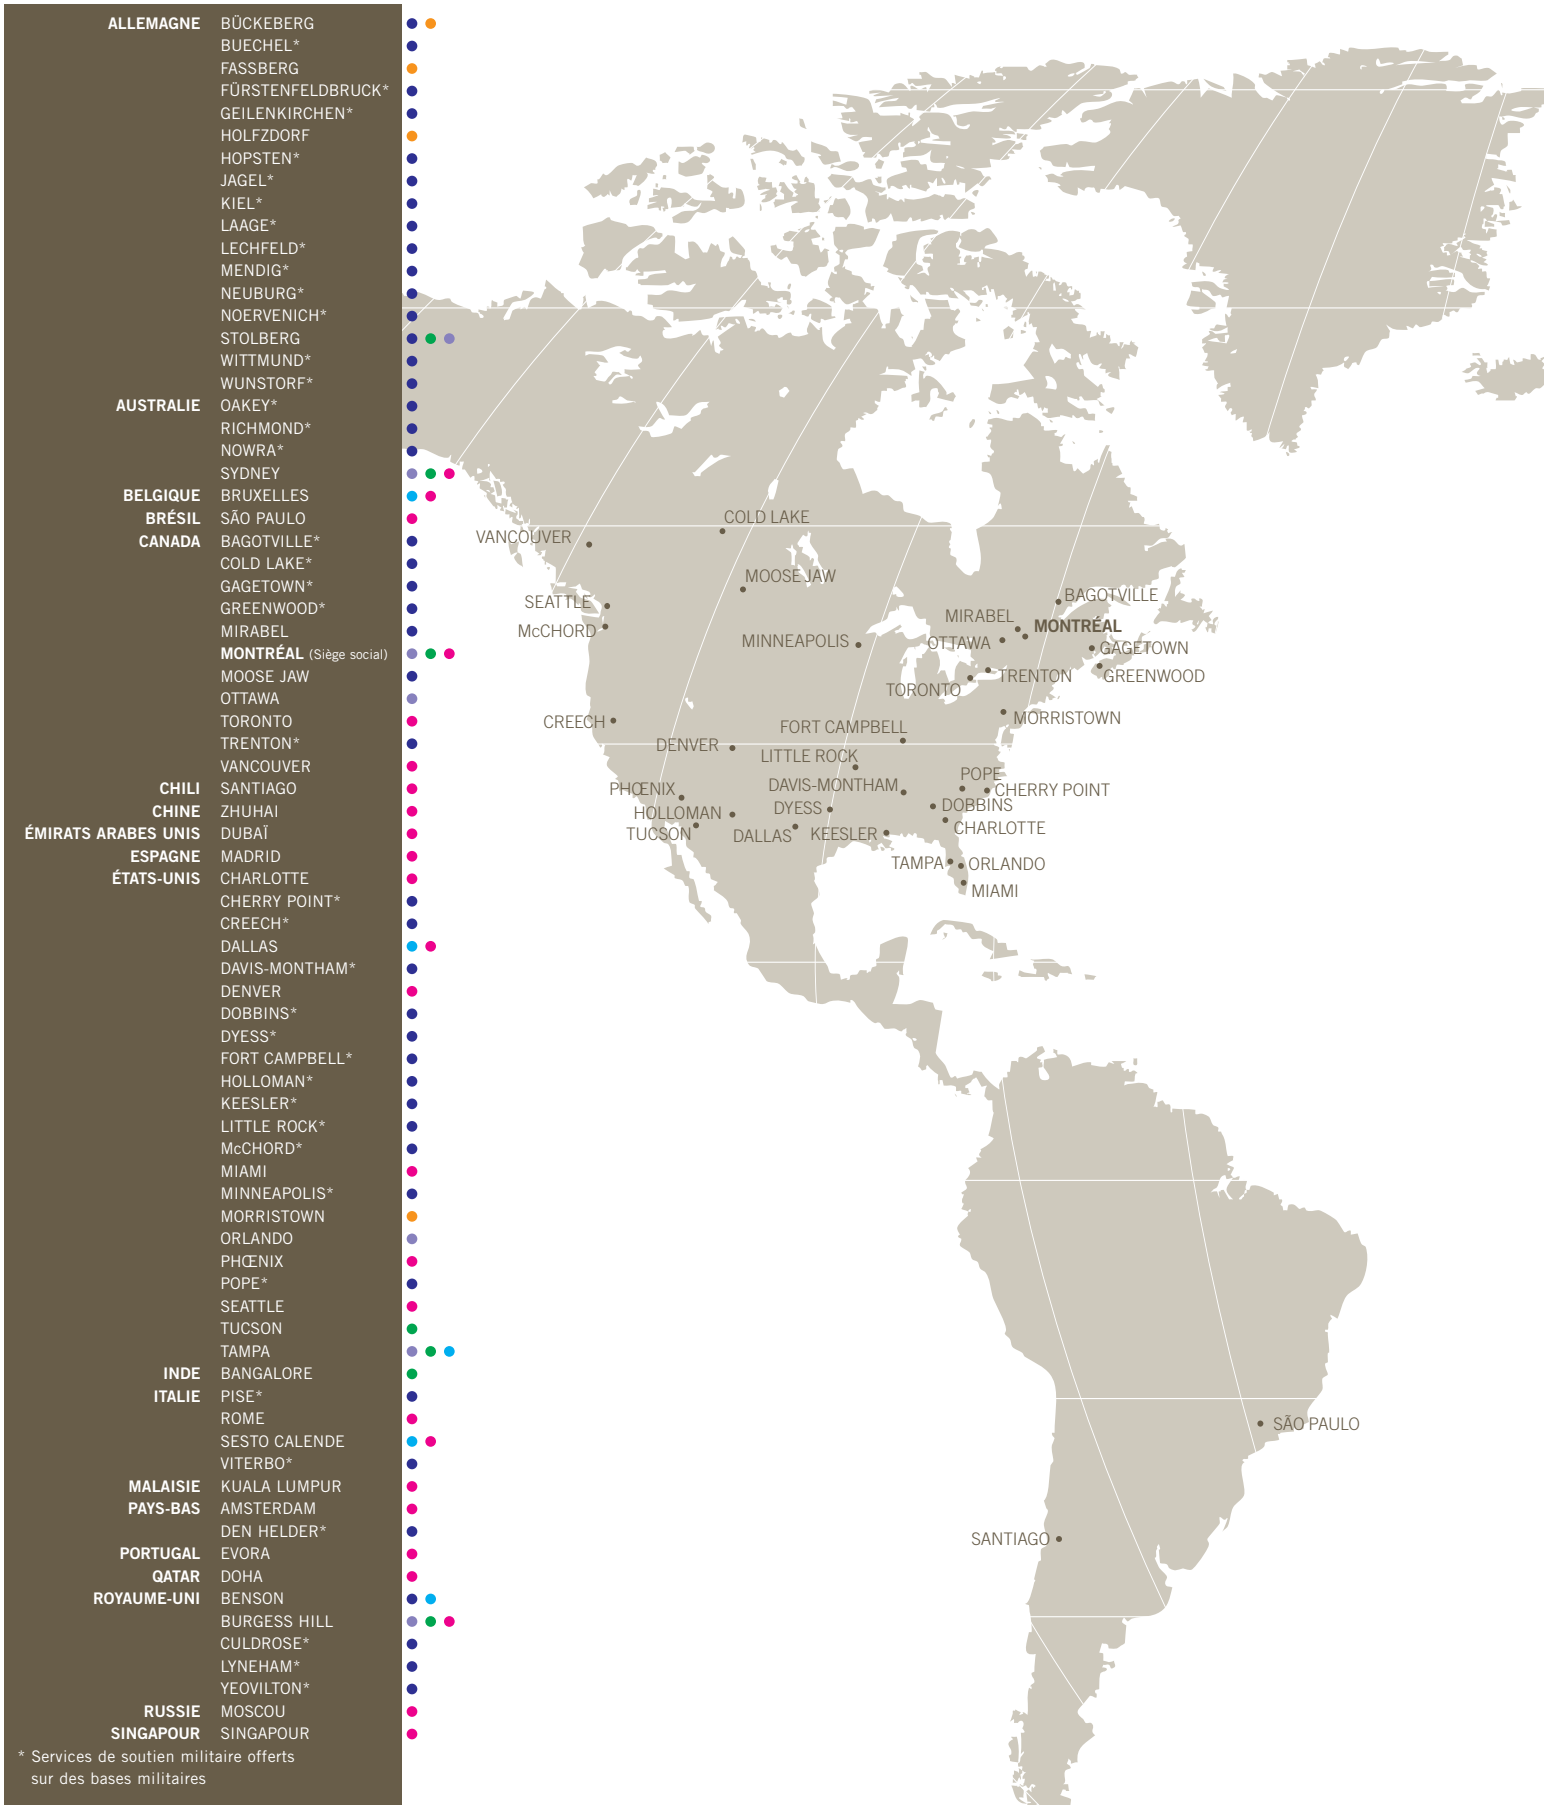 ALLEMAGNE BÜCKEBERG
BUECHEL*
FASSBERG
FÜRSTENFELDBRUCK*
GEILENKIRCHEN*
HOLFZDORF
HOPSTEN*
JAGEL*
KIEL*
LAAGE*
LECHFELD*
MENDIG*
NEUBURG*
NOERVENICH*
STOLBERG
WITTMUND*
WUNSTORF*
AUSTRALIE OAKEY*
RICHMOND*
NOWRA*
SYDNEY
BELGIQUE BRUXELLES
BRÉSIL SÃO PAULO
CANADA BAGOTVILLE*
COLD LAKE*
GAGETOWN*
GREENWOOD*
MIRABEL
MONTRÉAL (Siège social)
MOOSE JAW
OTTAWA
TORONTO
TRENTON*
VANCOUVER
CHILI SANTIAGO
CHINE ZHUHAI
ÉMIRATS ARABES UNIS DUBAÏ
ESPAGNE MADRID
ÉTATS-UNIS CHARLOTTE
CHERRY POINT*
CREECH*
DALLAS
DAVIS-MONTHAM*
DENVER
DOBBINS*
DYESS*
FORT CAMPBELL*
HOLLOMAN*
KEESLER*
LITTLE ROCK*
McCHORD*
MIAMI
MINNEAPOLIS*
MORRISTOWN
ORLANDO
PHŒNIX
POPE*
SEATTLE
TUCSON
TAMPA
INDE BANGALORE
ITALIE PISE*
ROME
SESTO CALENDE
VITERBO*
MALAISIE KUALA LUMPUR
PAYS-BAS AMSTERDAM
DEN HELDER*
PORTUGAL EVORA
QATAR DOHA
ROYAUME-UNI BENSON
BURGESS HILL
CULDROSE*
LYNEHAM*
YEOVILTON*
RUSSIE MOSCOU
SINGAPOUR SINGAPOUR
* Services de soutien militaire offerts
sur des bases militaires
COLD LAKE
VANCOUVER
MOOSE JAW
BAGOTVILLE
SEATTLE
MIRABEL
MONTRÉAL
McCHORD
MINNEAPOLIS
OTTAWA
GAGETOWN
TRENTON
GREENWOOD
TORONTO
MORRISTOWN
CREECH
FORT CAMPBELL
DENVER
LITTLE ROCK
POPE
DAVIS-MONTHAM
PHŒNIX
CHERRY POINT
DOBBINS
DYESS
HOLLOMAN
CHARLOTTE
TUCSON
DALLAS
KEESLER
TAMPA
ORLANDO
MIAMI
SÃO PAULO
SANTIAGO